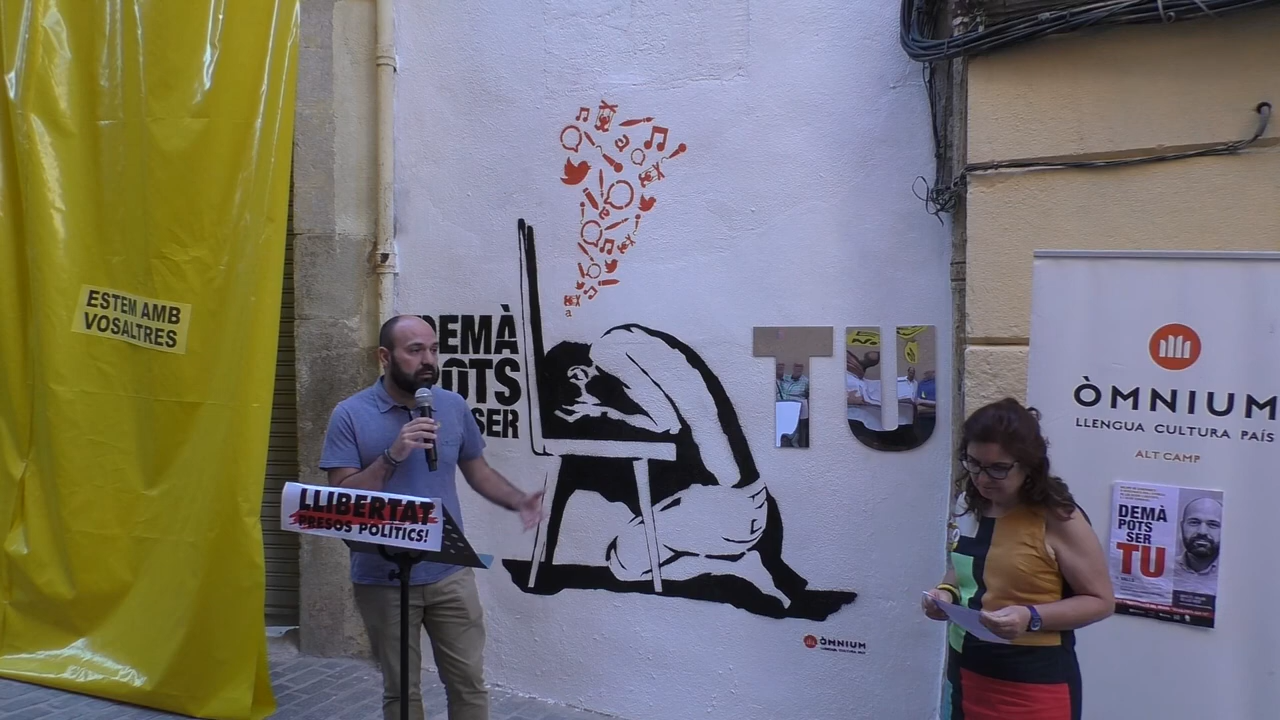 ESTEM AMB
VOSALTRES
DEMÀ
POTS
SER
TU
LLIBERTAT
PRESOS POLÍTICS!
ÒMNIUM
ÒMNIUM
LLENGUA CULTURA PAÍS
ALT CAMP
DEMÀ
POTS
SER
TU